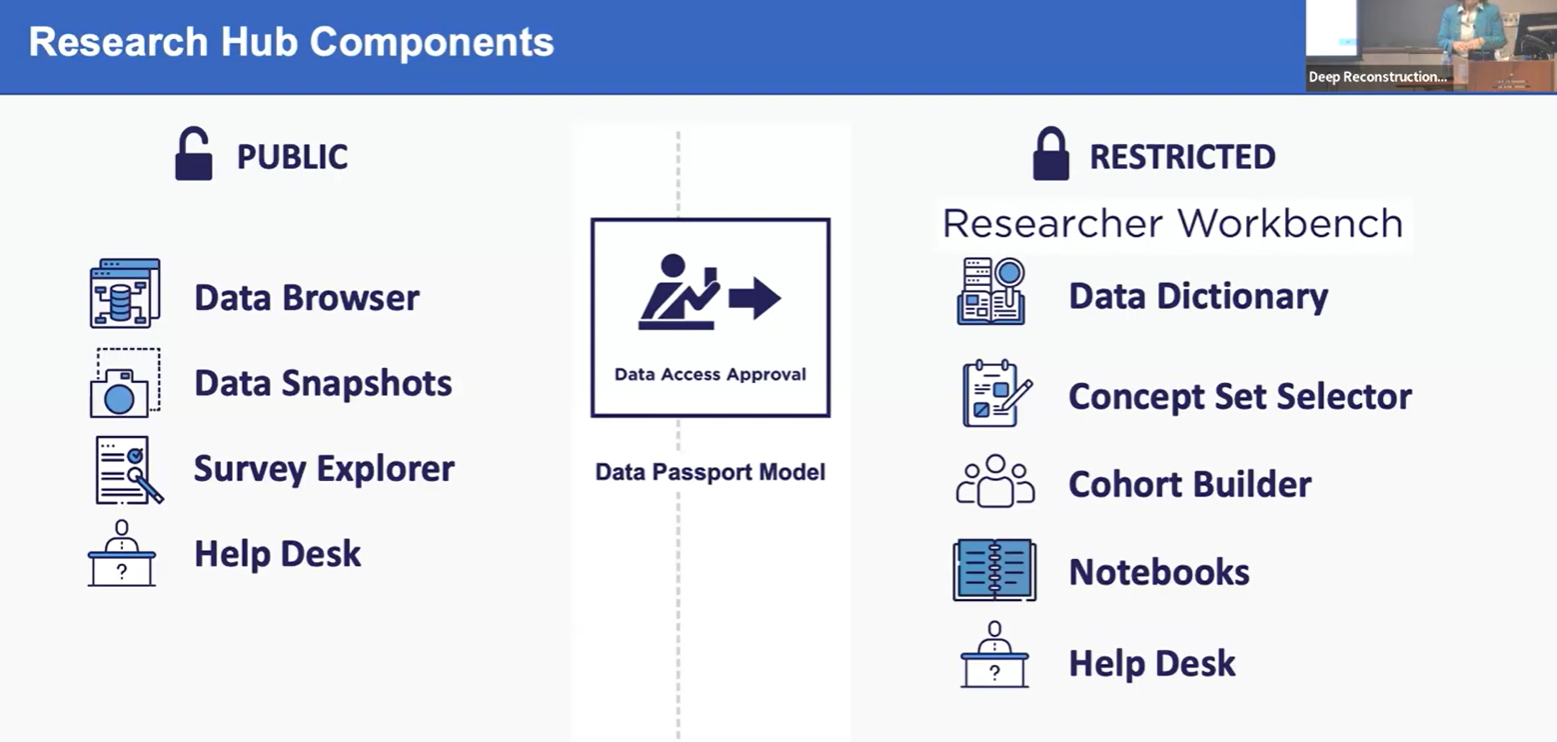 Research Hub Components
Deep Reconstruction...
PUBLIC
Data Browser
Data Snapshots
Survey Explorer
?
Help Desk
Data Access Approval
Data Passport Model
RESTRICTED
Researcher Workbench
Data Dictionary
Concept Set Selector
Cohort Builder
Notebooks
?
Help Desk